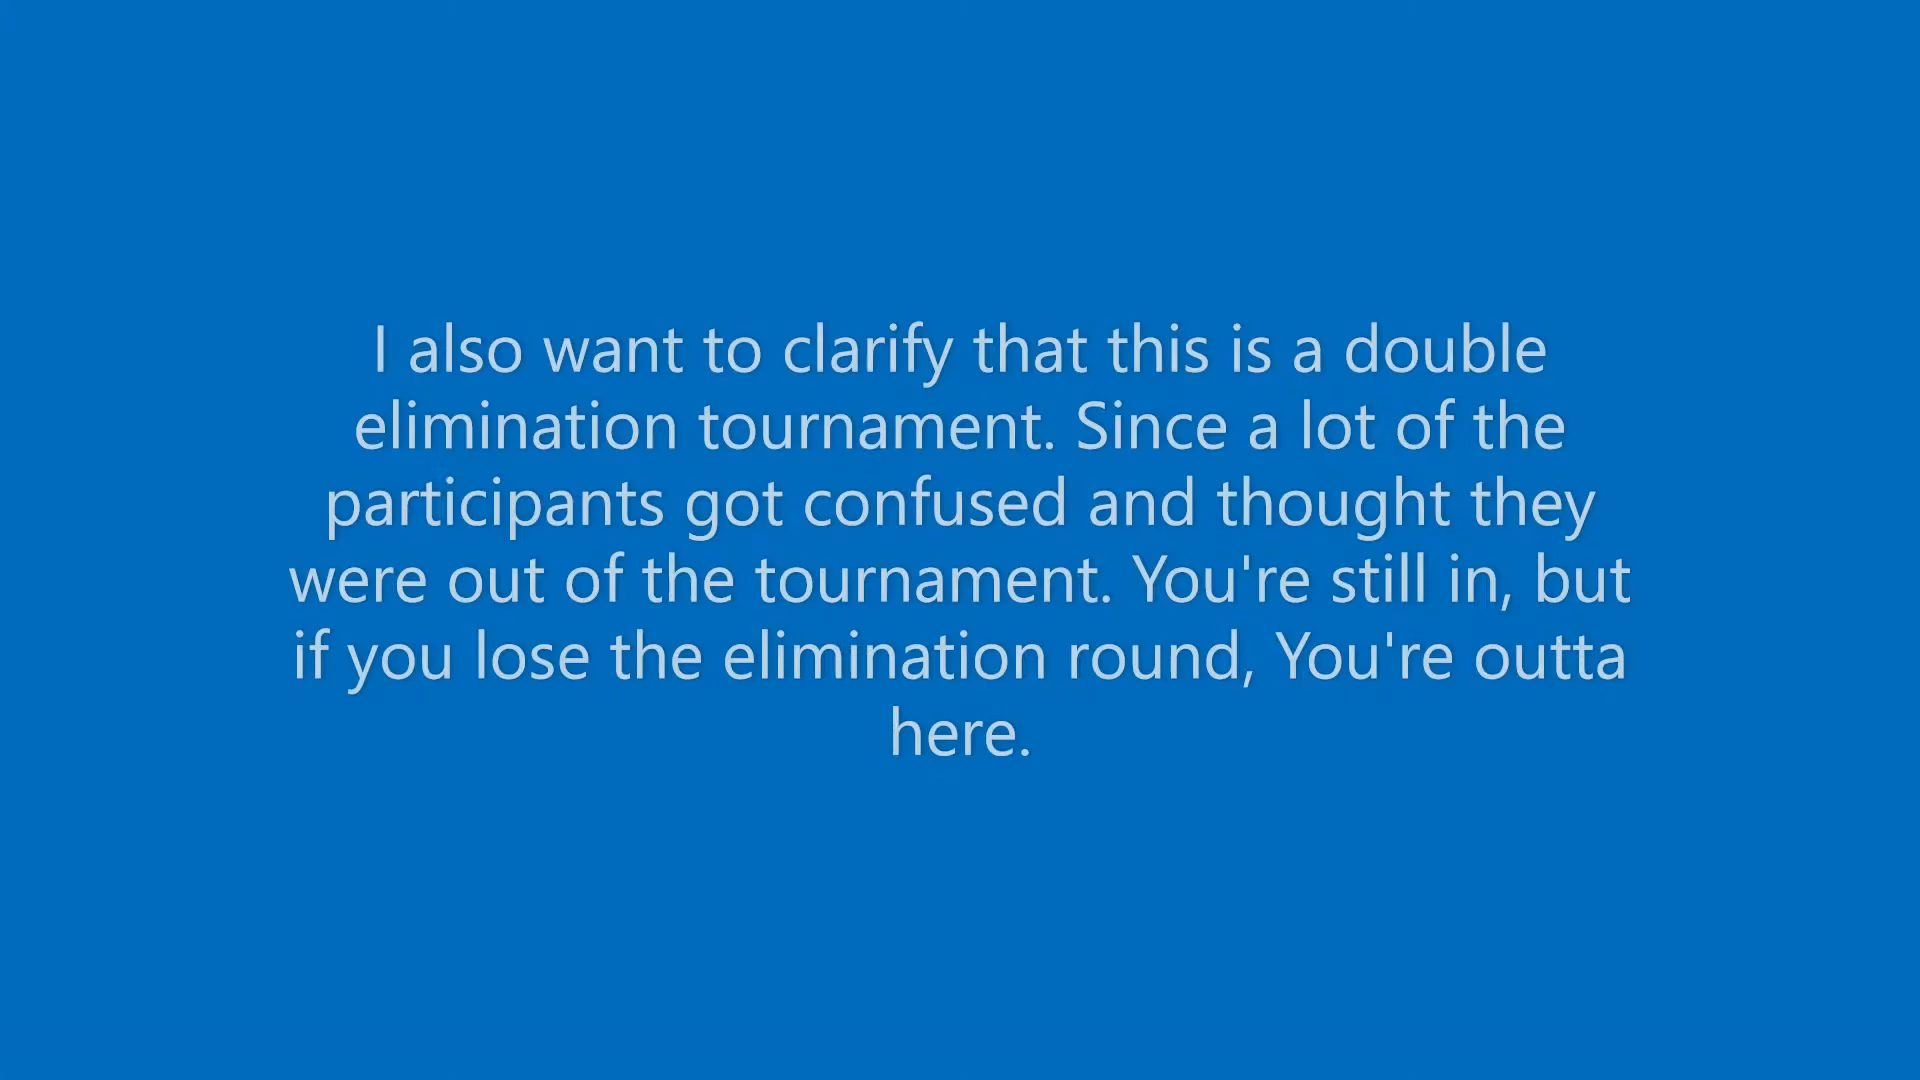 I also want to clarify that this is a double
elimination tournament. Since a lot of the
participants got confused and thought they
were out of the tournament. You're still in, but
if you lose the elimination round, You're outta
here.